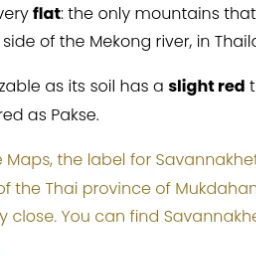 very flat: the only mountains that
side of the Mekong river, in Thaila
zable as its soil has a slight red t
red as Pakse.
e Maps, the label for Savannakhet
of the Thai province of Mukdahan
y close. You can find Savannakhe